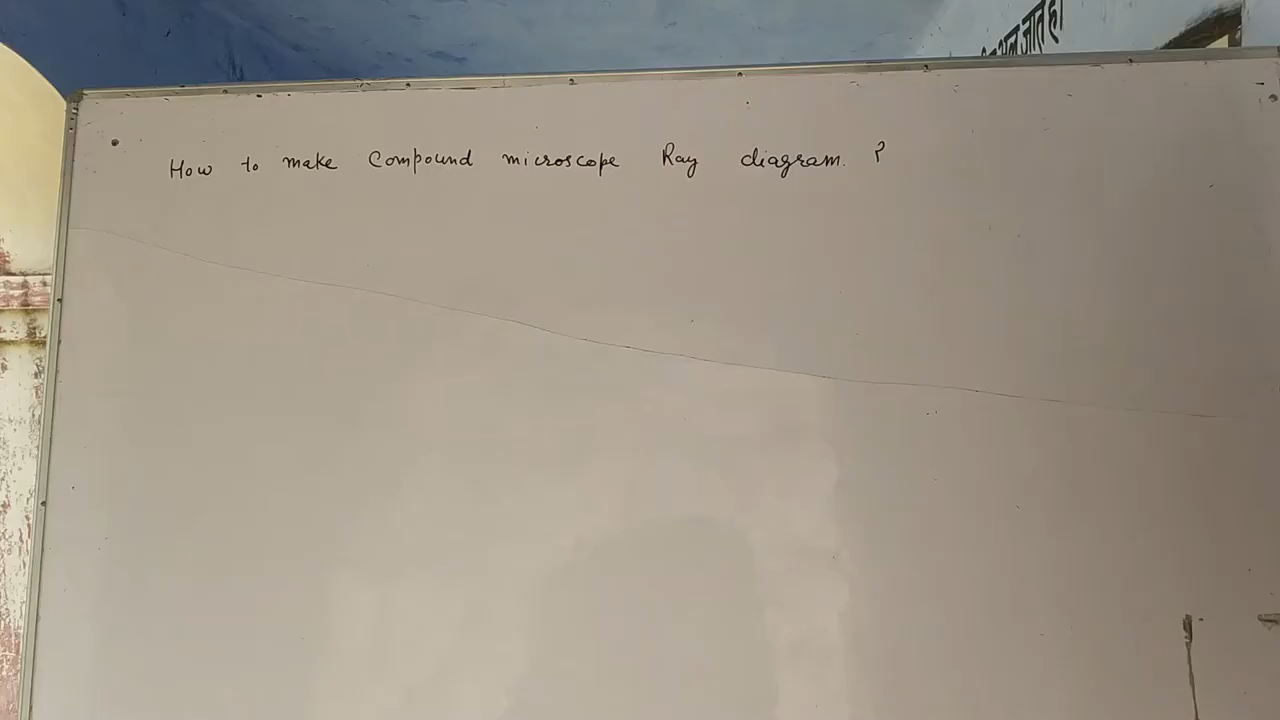 जाते हैं।
How to make Compound microscope Ray diagram. ?